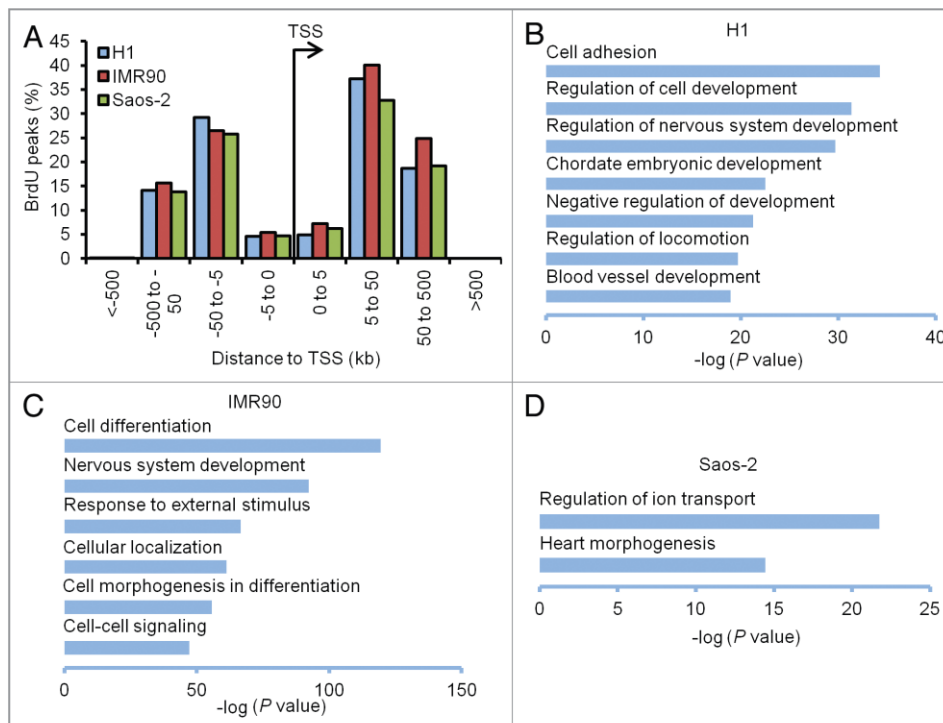 A
TSS
H1
IMR90
Saos-2
BrdU peaks (%)
45
40
35
30
25
20
15
10
5
0
<-500
-500 to -
50
-50 to -5
-5 to 0
0 to 5
5 to 50
50 to 500
>500
Distance to TSS (kb)
B
H1
Cell adhesion
Regulation of cell development
Regulation of nervous system development
Chordate embryonic development
Negative regulation of development
Regulation of locomotion
Blood vessel development
0 10 20 30 40
-log (P value)
C
IMR90
Cell differentiation
Nervous system development
Response to external stimulus
Cellular localization
Cell morphogenesis in differentiation
Cell-cell signaling
0 50 100 150
-log (P value)
D
Saos-2
Regulation of ion transport
Heart morphogenesis
0 5 10 15 20 25
-log (P value)